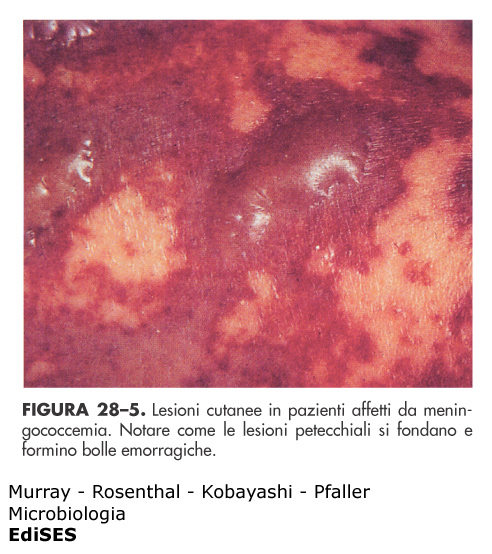 FIGURA 28–5. Lesioni cutanee in pazienti affetti da menin-
gococcemia. Notare come le lesioni petecchiali si fondano e
formino bolle emorragiche.
Murray - Rosenthal - Kobayashi - Pfaller
Microbiologia
EdiSES